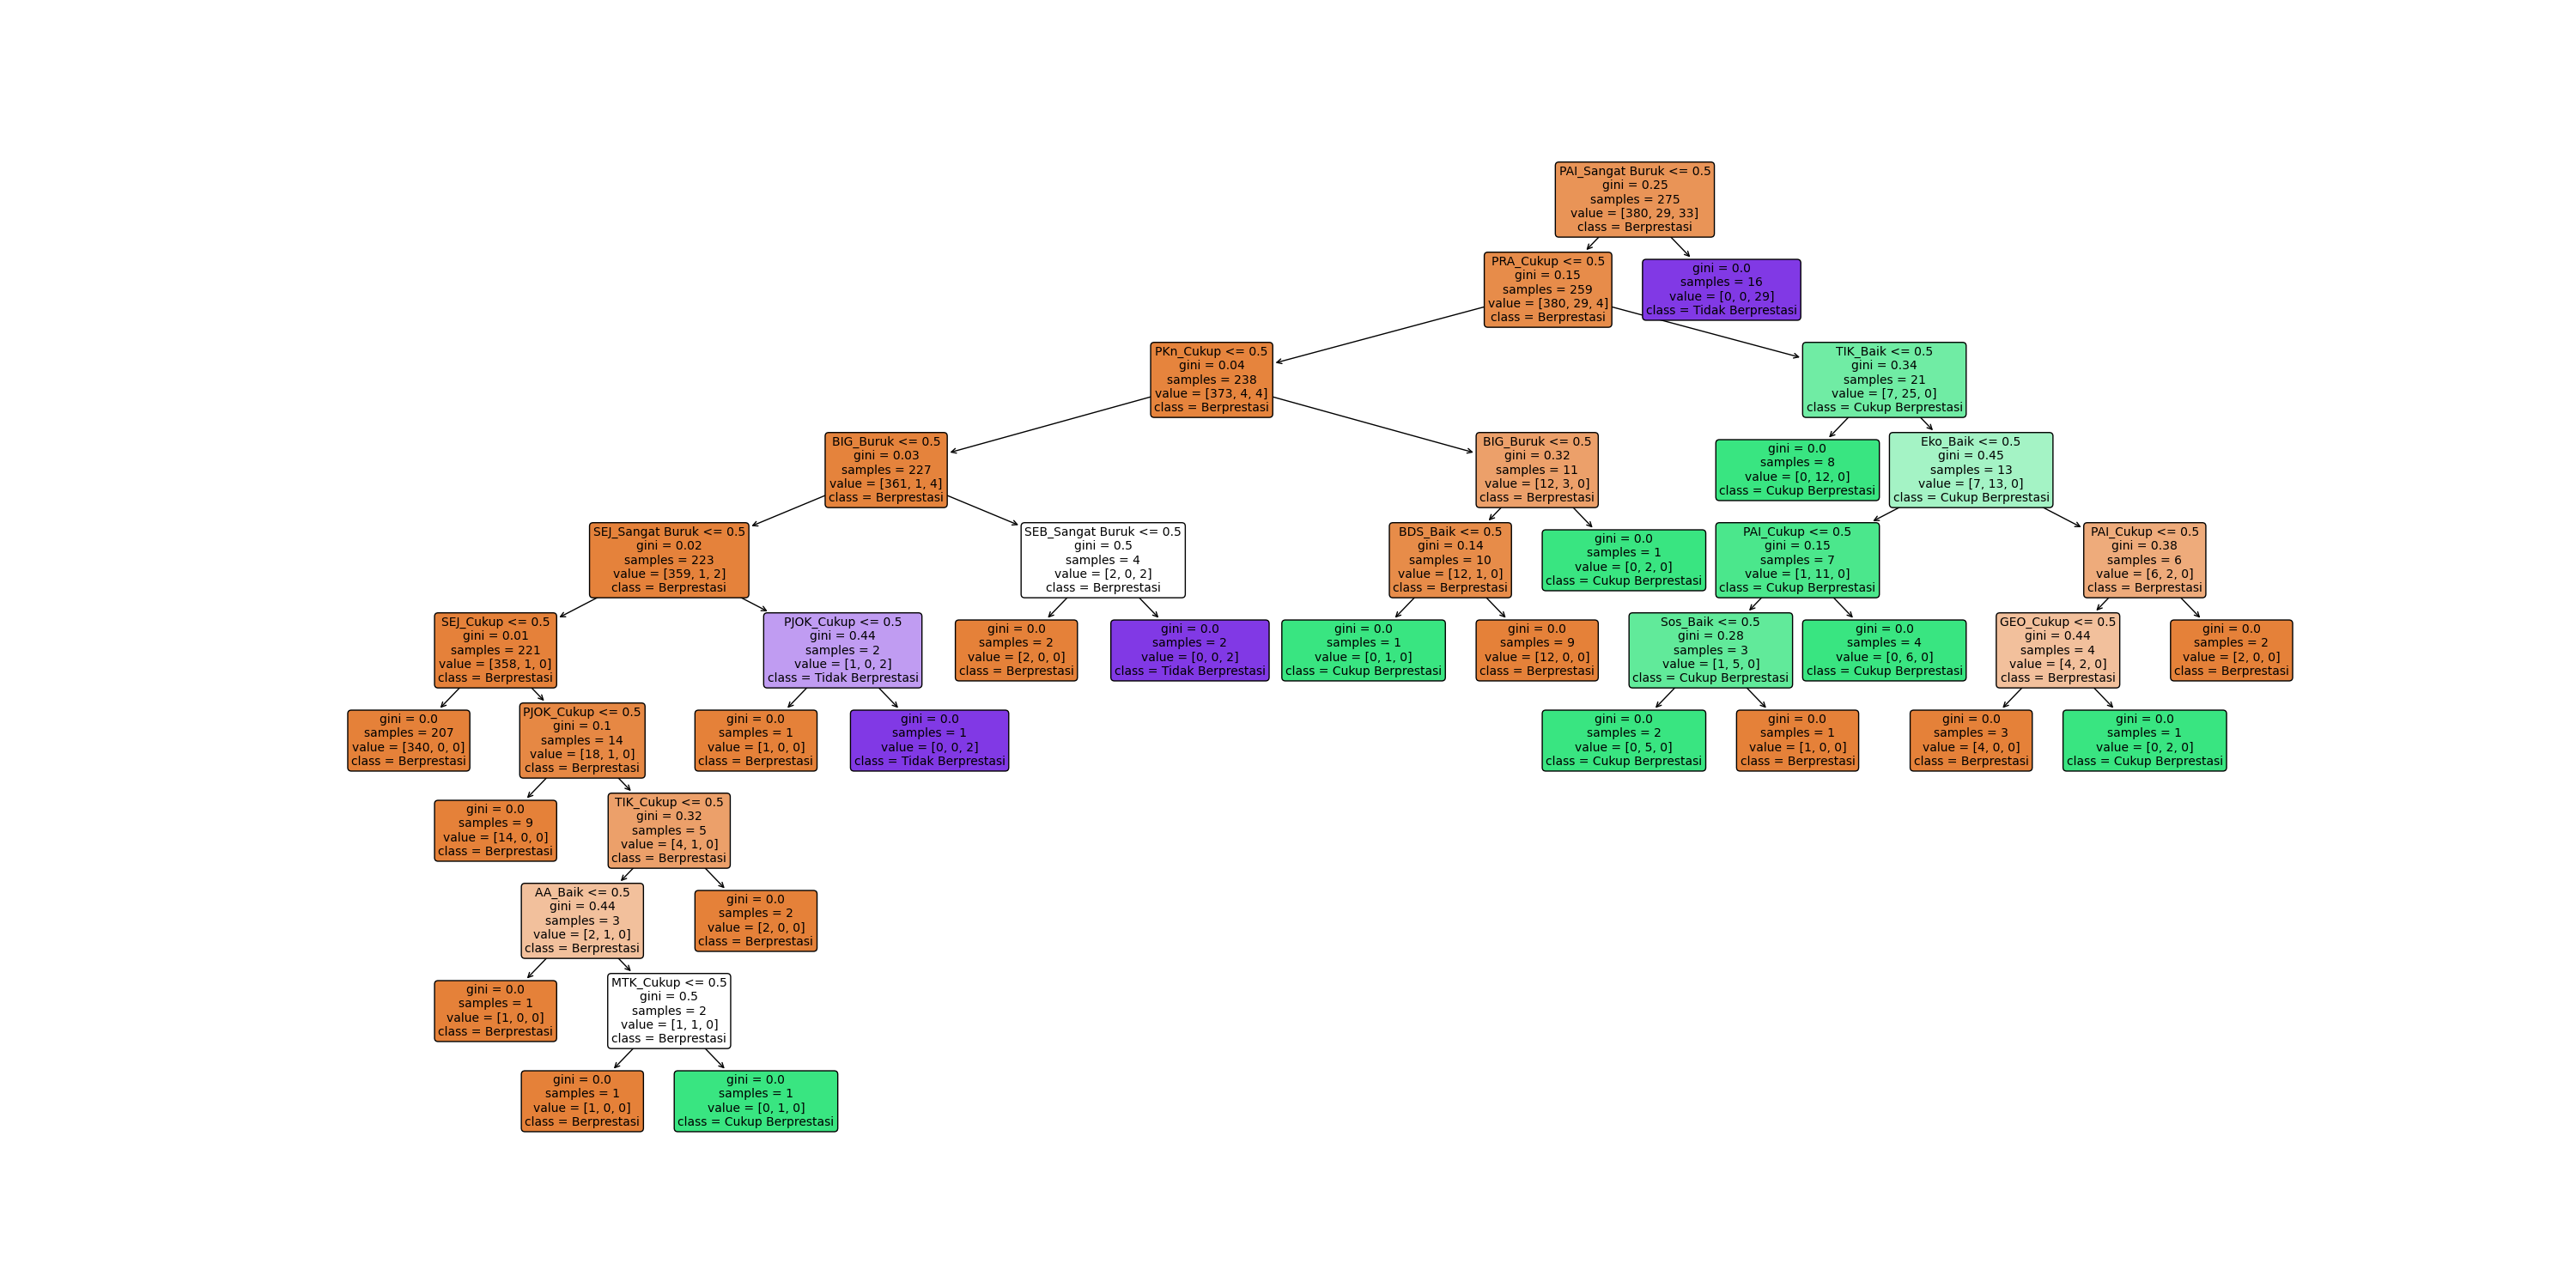 PAI_Sangat Buruk <= 0.5
gini = 0.25
samples = 275
value = [380, 29, 33]
class = Berprestasi
PRA_Cukup <= 0.5
gini = 0.15
samples = 259
value = [380, 29, 4]
class = Berprestasi
gini = 0.0
samples = 16
value = [0, 0, 29]
class = Tidak Berprestasi
PKn_Cukup <= 0.5
gini = 0.04
samples = 238
value = [373, 4, 4]
class = Berprestasi
TIK_Baik <= 0.5
gini = 0.34
samples = 21
value = [7, 25, 0]
class = Cukup Berprestasi
BIG_Buruk <= 0.5
gini = 0.03
samples = 227
value = [361, 1, 4]
class = Berprestasi
BIG_Buruk <= 0.5
gini = 0.32
samples = 11
value = [12, 3, 0]
class = Berprestasi
gini = 0.0
samples = 8
value = [0, 12, 0]
class = Cukup Berprestasi
Eko_Baik <= 0.5
gini = 0.45
samples = 13
value = [7, 13, 0]
class = Cukup Berprestasi
SEJ_Sangat Buruk <= 0.5
gini = 0.02
samples = 223
value = [359, 1, 2]
class = Berprestasi
SEB_Sangat Buruk <= 0.5
gini = 0.5
samples = 4
value = [2, 0, 2]
class = Berprestasi
BDS_Baik <= 0.5
gini = 0.14
samples = 10
value = [12, 1, 0]
class = Berprestasi
gini = 0.0
samples = 1
value = [0, 2, 0]
class = Cukup Berprestasi
PAI_Cukup <= 0.5
gini = 0.15
samples = 7
value = [1, 11, 0]
class = Cukup Berprestasi
PAI_Cukup <= 0.5
gini = 0.38
samples = 6
value = [6, 2, 0]
class = Berprestasi
SEJ_Cukup <= 0.5
gini = 0.01
samples = 221
value = [358, 1, 0]
class = Berprestasi
PJOK_Cukup <= 0.5
gini = 0.44
samples = 2
value = [1, 0, 2]
class = Tidak Berprestasi
gini = 0.0
samples = 2
value = [2, 0, 0]
class = Berprestasi
gini = 0.0
samples = 2
value = [0, 0, 2]
class = Tidak Berprestasi
gini = 0.0
samples = 1
value = [0, 1, 0]
class = Cukup Berprestasi
gini = 0.0
samples = 9
value = [12, 0, 0]
class = Berprestasi
Sos_Baik <= 0.5
gini = 0.28
samples = 3
value = [1, 5, 0]
class = Cukup Berprestasi
gini = 0.0
samples = 4
value = [0, 6, 0]
class = Cukup Berprestasi
GEO_Cukup <= 0.5
gini = 0.44
samples = 4
value = [4, 2, 0]
class = Berprestasi
gini = 0.0
samples = 2
value = [2, 0, 0]
class = Berprestasi
gini = 0.0
samples = 207
value = [340, 0, 0]
class = Berprestasi
PJOK_Cukup <= 0.5
gini = 0.1
samples = 14
value = [18, 1, 0]
class = Berprestasi
gini = 0.0
samples = 1
value = [1, 0, 0]
class = Berprestasi
gini = 0.0
samples = 1
value = [0, 0, 2]
class = Tidak Berprestasi
gini = 0.0
samples = 2
value = [0, 5, 0]
class = Cukup Berprestasi
gini = 0.0
samples = 1
value = [1, 0, 0]
class = Berprestasi
gini = 0.0
samples = 3
value = [4, 0, 0]
class = Berprestasi
gini = 0.0
samples = 1
value = [0, 2, 0]
class = Cukup Berprestasi
gini = 0.0
samples = 9
value = [14, 0, 0]
class = Berprestasi
TIK_Cukup <= 0.5
gini = 0.32
samples = 5
value = [4, 1, 0]
class = Berprestasi
AA_Baik <= 0.5
gini = 0.44
samples = 3
value = [2, 1, 0]
class = Berprestasi
gini = 0.0
samples = 2
value = [2, 0, 0]
class = Berprestasi
gini = 0.0
samples = 1
value = [1, 0, 0]
class = Berprestasi
MTK_Cukup <= 0.5
gini = 0.5
samples = 2
value = [1, 1, 0]
class = Berprestasi
gini = 0.0
samples = 1
value = [1, 0, 0]
class = Berprestasi
gini = 0.0
samples = 1
value = [0, 1, 0]
class = Cukup Berprestasi